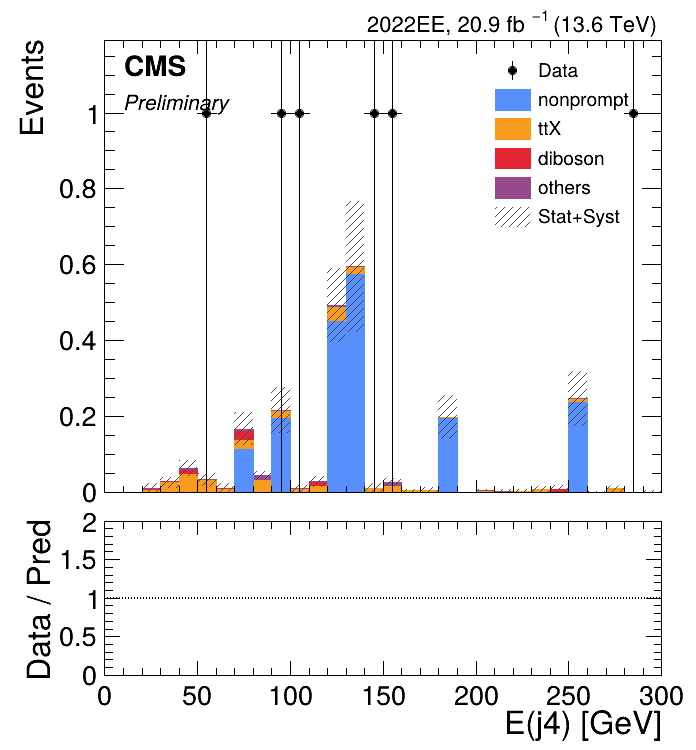 2022EE, 20.9 fb −1 (13.6 TeV)
CMS
Preliminary
Events
Data
nonprompt
ttX
diboson
others
Stat+Syst
1
0.8
0.6
0.4
0.2
0
Data / Pred
2
1.5
1
0.5
0
0 50 100 150 200 250 300
E(j4) [GeV]